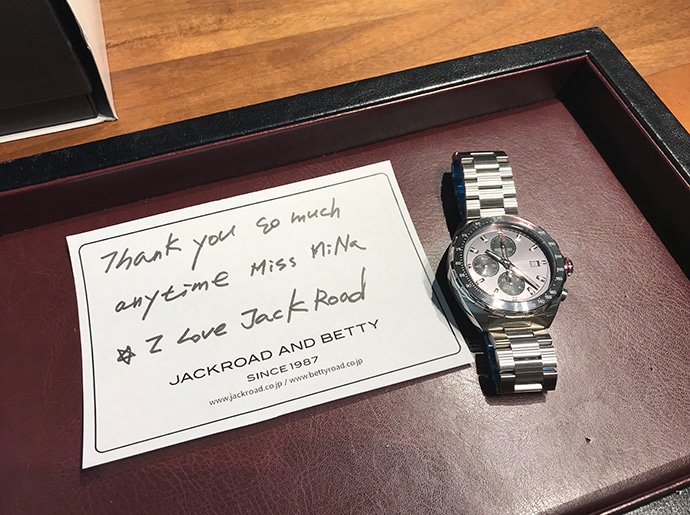 Thank you so much
anytime Miss MiNa
☆ I Love Jack Road
JACKROAD AND BETTY
SINCE 1987
www.jackroad.co.jp / www.bettyroad.co.jp